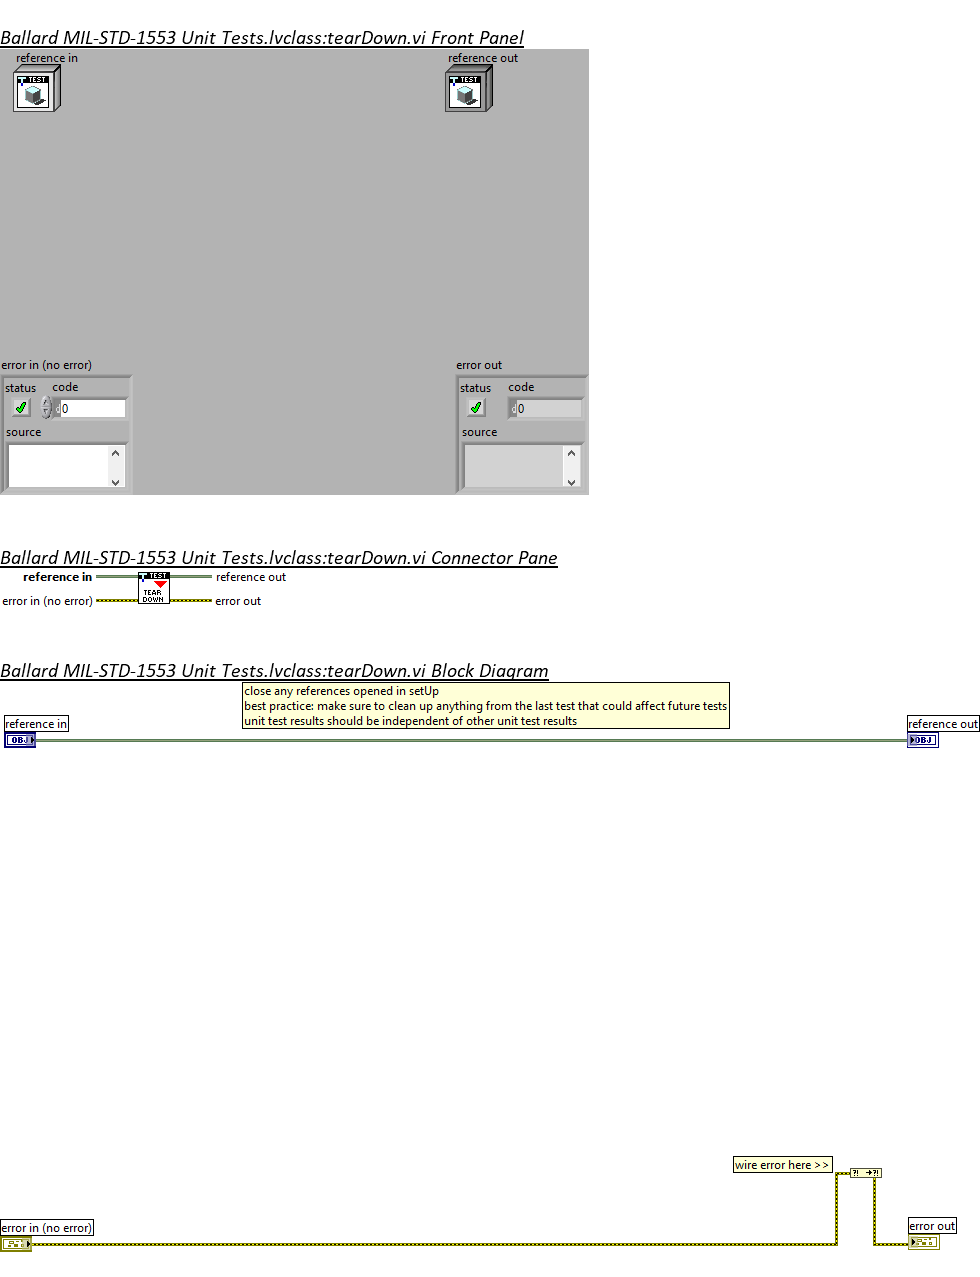 Ballard MIL-STD-1553 Unit Tests.lvclass:tearDown.vi Front Panel
reference in
reference out
TEST
TEST
error in (no error)
error out
status code
status code
d 0
d 0
source
source
Ballard MIL-STD-1553 Unit Tests.lvclass:tearDown.vi Connector Pane
reference in
TEST
reference out
TEAR
DOWN
error in (no error)
error out
Ballard MIL-STD-1553 Unit Tests.lvclass:tearDown.vi Block Diagram
close any references opened in setUp
best practice: make sure to clean up anything from the last test that could affect future tests
unit test results should be independent of other unit test results
reference in
reference out
OBJ
OBJ
wire error here >>
?! ?!
error in (no error)
error out